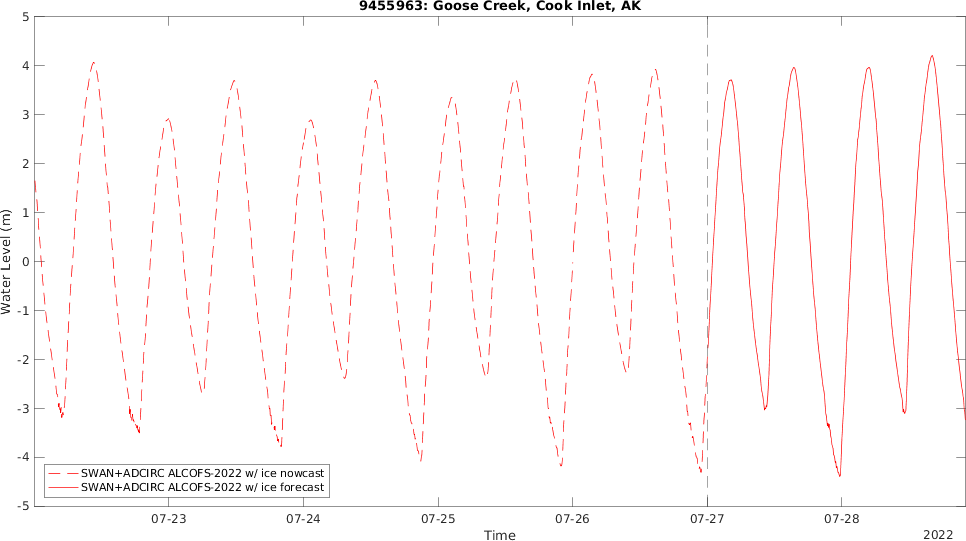 9455963: Goose Creek, Cook Inlet, AK
5
4
3
2
1
0
-1
-2
-3
-4
-5
Water Level (m)
SWAN+ADCIRC ALCOFS-2022 w/ ice nowcast
SWAN+ADCIRC ALCOFS-2022 w/ ice forecast
07-23 07-24 07-25 07-26 07-27 07-28
Time
2022